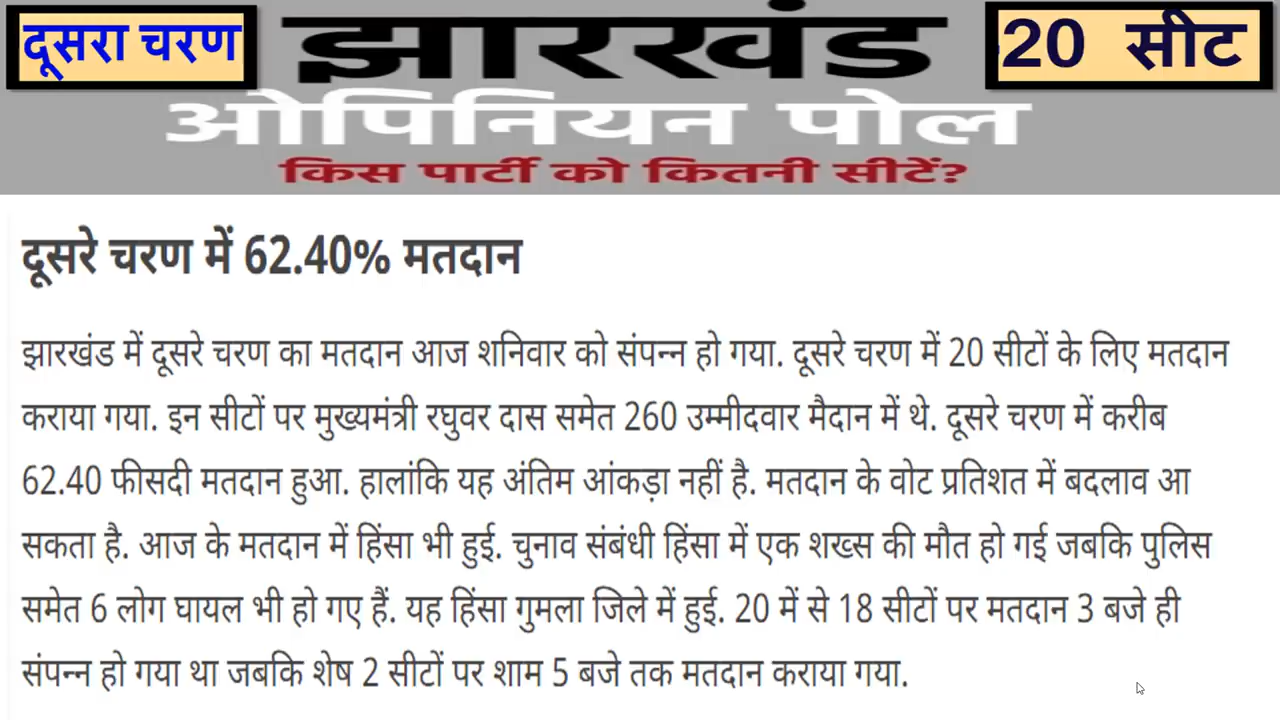 दूसरा चरण
झारखंड
20 सीट
ओपिनियन पोल
किस पार्टी को कितनी सीटें?
दूसरे चरण में 62.40% मतदान
झारखंड में दूसरे चरण का मतदान आज शनिवार को संपन्न हो गया. दूसरे चरण में 20 सीटों के लिए मतदान
कराया गया. इन सीटों पर मुख्यमंत्री रघुवर दास समेत 260 उम्मीदवार मैदान में थे. दूसरे चरण में करीब
62.40 फीसदी मतदान हुआ. हालांकि यह अंतिम आंकड़ा नहीं है. मतदान के वोट प्रतिशत में बदलाव आ
सकता है. आज के मतदान में हिंसा भी हुई. चुनाव संबंधी हिंसा में एक शख्स की मौत हो गई जबकि पुलिस
समेत 6 लोग घायल भी हो गए हैं. यह हिंसा गुमला जिले में हुई. 20 में से 18 सीटों पर मतदान 3 बजे ही
संपन्न हो गया था जबकि शेष 2 सीटों पर शाम 5 बजे तक मतदान कराया गया.